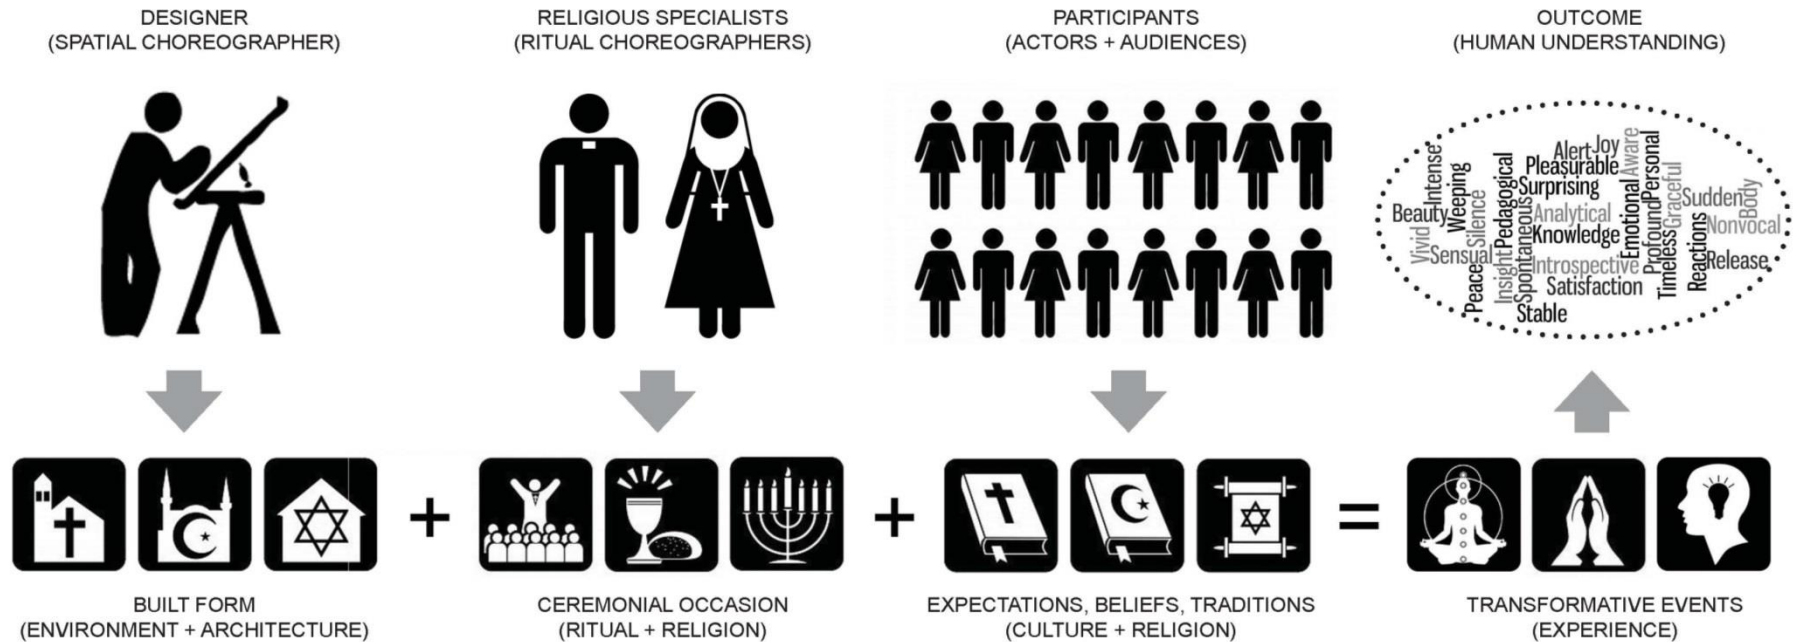 DESIGNER
(SPATIAL CHOREOGRAPHER)
RELIGIOUS SPECIALISTS
(RITUAL CHOREOGRAPHERS)
PARTICIPANTS
(ACTORS + AUDIENCES)
OUTCOME
(HUMAN UNDERSTANDING)
Beauty
Intense
Weeping
Vivid
Sensual
Silence
Peace
Insight
Pedagogical
Spontaneous
Alert
Joy
Pleasurable
Surprising
Analytical
Knowledge
Introspective
Satisfaction
Stable
Aware
Emotional
Personal
Profound
Graceful
Timeless
Reactions
Sudden
Body
Nonvocal
Release
+
+
=
BUILT FORM
(ENVIRONMENT + ARCHITECTURE)
CEREMONIAL OCCASION
(RITUAL + RELIGION)
EXPECTATIONS, BELIEFS, TRADITIONS
(CULTURE + RELIGION)
TRANSFORMATIVE EVENTS
(EXPERIENCE)